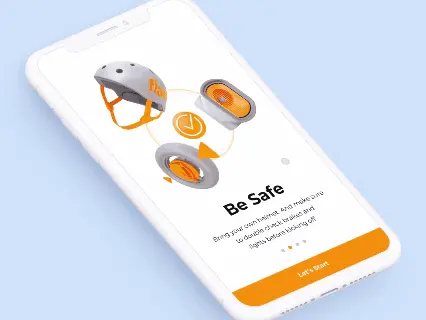 fla
Be Safe
Bring your own helmet. And make sure
to double check brakes and
lights before kicking off
Let's Start